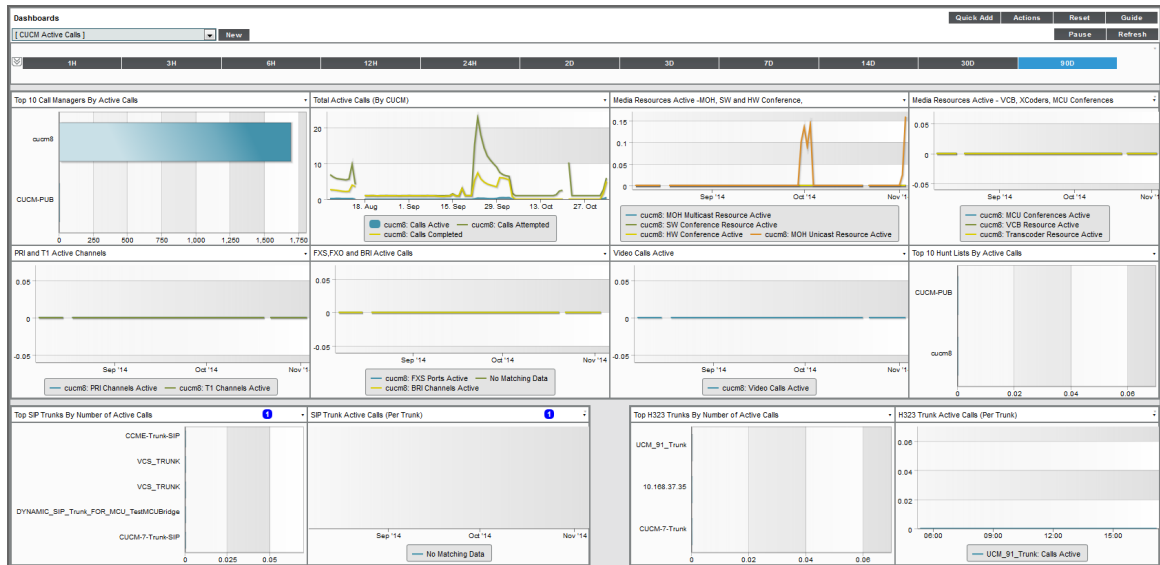 Dashboards
Quick Add Actions Reset Guide
[ CUCM Active Calls ] New Pause Refresh
1H 3H 6H 12H 24H 2D 3D 7D 14D 30D 90D
Top 10 Call Managers By Active Calls
cucm8
CUCM-PUB
0 250 500 750 1,000 1,250 1,500 1,750
Total Active Calls (By CUCM)
20
10
0
18. Aug 1. Sep 15. Sep 29. Sep 13. Oct 27. Oct
cucm8: Calls Active cucm8: Calls Attempted
cucm8: Calls Completed
Media Resources Active -MOH, SW and HW Conference,
0.15
0.1
0.05
0
Sep '14 Oct '14 Nov '1
cucm8: MOH Multicast Resource Active
cucm8: SW Conference Resource Active
cucm8: HW Conference Active cucm8: MOH Unicast Resource Active
Media Resources Active - VCB, XCoders, MCU Conferences
0.05
0
-0.05
Sep '14 Oct '14 Nov '1
cucm8: MCU Conferences Active
cucm8: VCB Resource Active
cucm8: Transcoder Resource Active
PRI and T1 Active Channels
0.05
0
-0.05
Sep '14 Oct '14 Nov '1
cucm8: PRI Channels Active cucm8: T1 Channels Active
FXS,FXO and BRI Active Calls
0.05
0
-0.05
Sep '14 Oct '14 Nov '14
cucm8: FXS Ports Active No Matching Data
cucm8: BRI Channels Active
Video Calls Active
0.05
0
-0.05
Sep '14 Oct '14 Nov '1
cucm8: Video Calls Active
Top 10 Hunt Lists By Active Calls
CUCM-PUB
cucm8
0 0.02 0.04 0.06
Top SIP Trunks By Number of Active Calls 1
CCME-Trunk-SIP
VCS_TRUNK
VCS_TRUNK
DYNAMIC_SIP_Trunk_FOR_MCU_TestMCUBridge
CUCM-7-Trunk-SIP
0 0.025 0.05
SIP Trunk Active Calls (Per Trunk) 1
Sep '14 Oct '14 Nov '14
No Matching Data
Top H323 Trunks By Number of Active Calls
UCM_91_Trunk
10.168.37.35
CUCM-7-Trunk
0 0.02 0.04 0.06
H323 Trunk Active Calls (Per Trunk)
0.06
0.04
0.02
0
06:00 09:00 12:00 15:00
UCM_91_Trunk: Calls Active